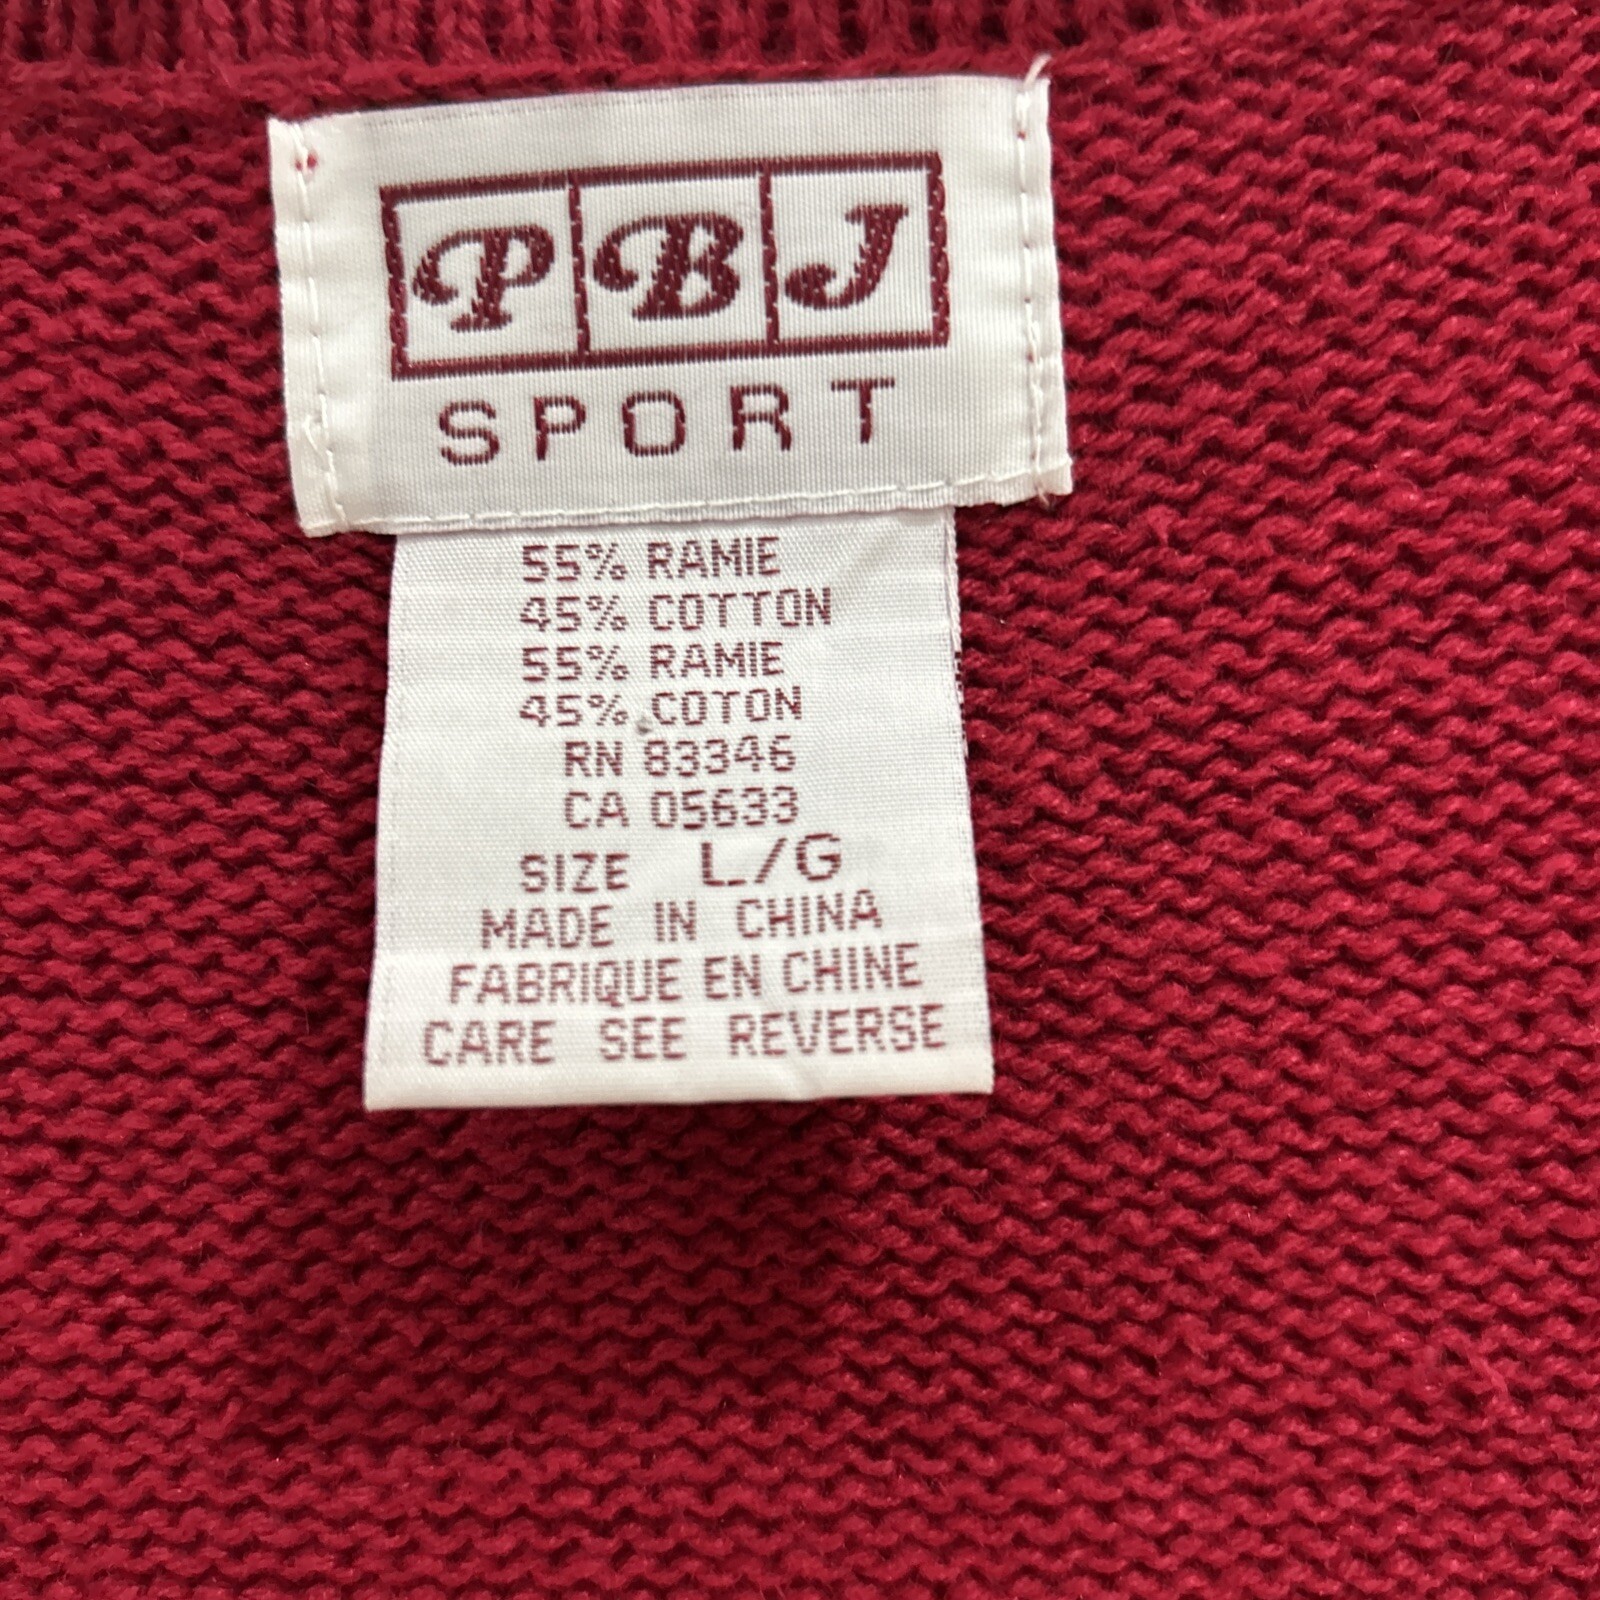 PBJ
SPORT
55% RAMIE
45% COTTON
55% RAMIE
45% COTON
RN 83346
CA 05633
SIZE L/G
MADE IN CHINA
FABRIQUE EN CHINE
CARE SEE REVERSE